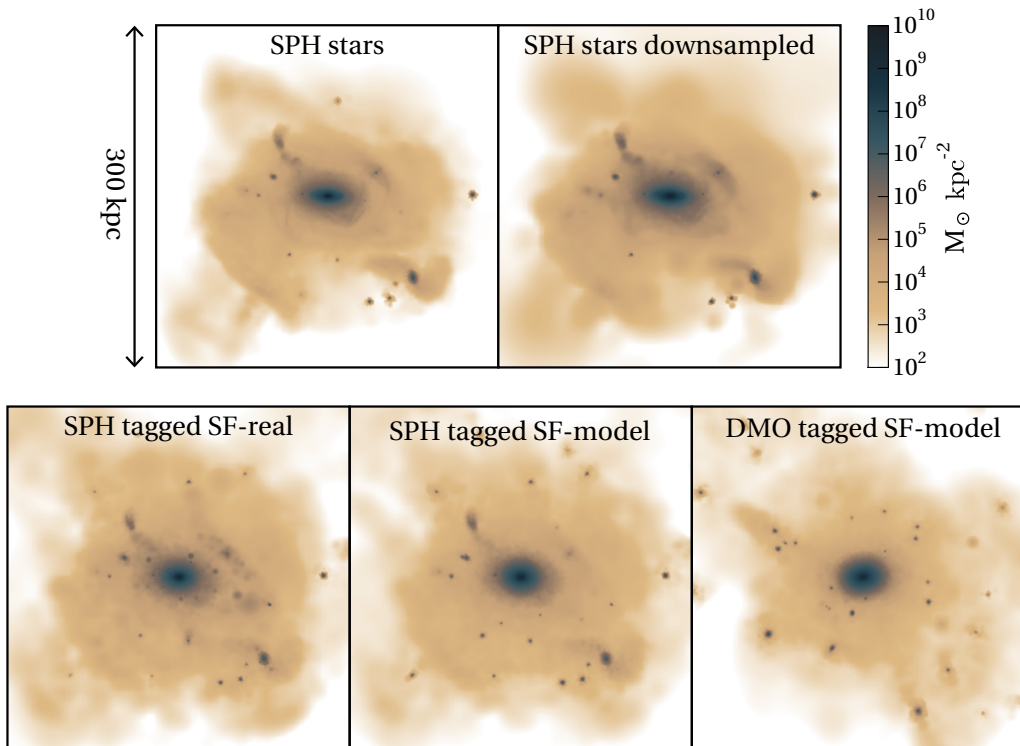 SPH stars
SPH stars downsampled
300 kpc
10^10
10^9
10^8
10^7
10^6
10^5
10^4
10^3
10^2
M⊙ kpc^-2
SPH tagged SF-real
SPH tagged SF-model
DMO tagged SF-model